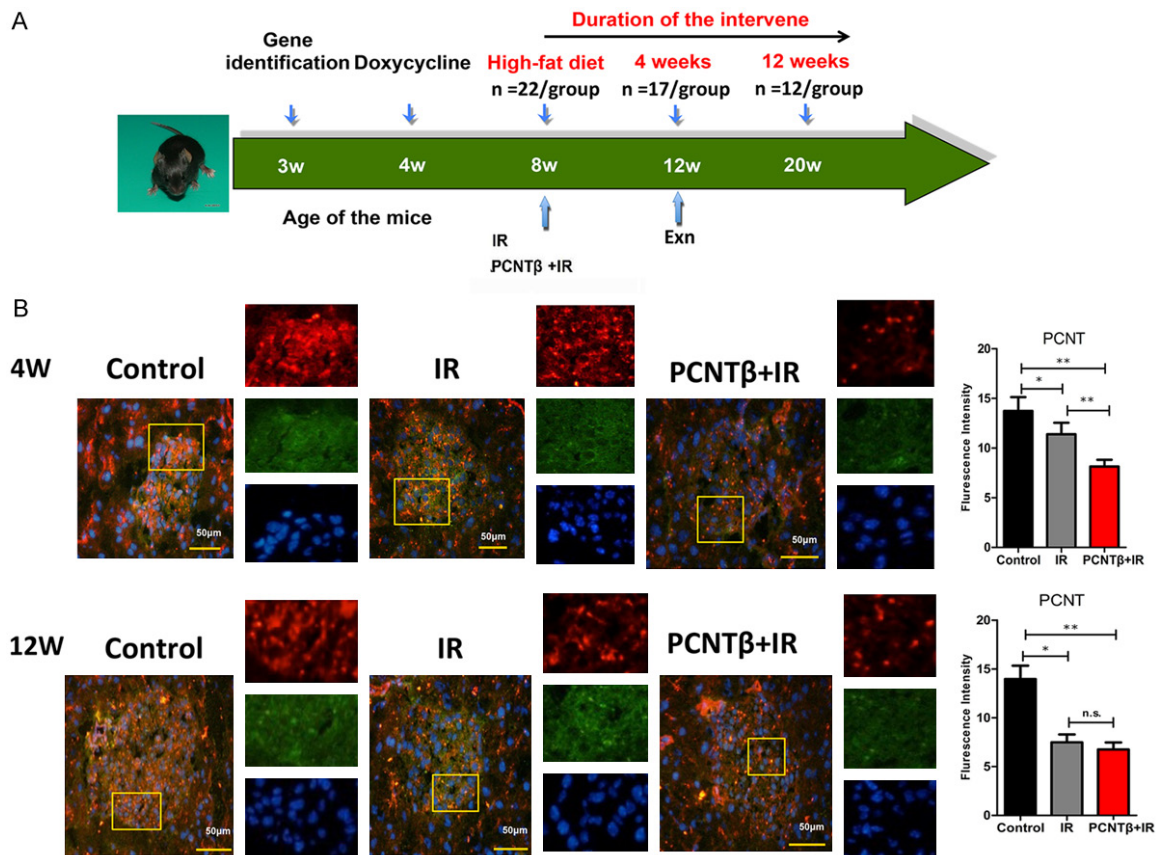 A
Duration of the intervene
Gene
identification Doxycycline
High-fat diet 4 weeks 12 weeks
n =22/group n =17/group n =12/group
3w 4w 8w 12w 20w
Age of the mice
IR Exn
PCNTβ +IR
B
4W Control IR PCNTβ+IR
50μm 50μm 50μm
PCNT
Flurescence Intensity
20
15
10
5
0
** 
*
**
Control IR PCNTβ+IR
12W Control IR PCNTβ+IR
50μm 50μm 50μm
PCNT
Flurescence Intensity
20
15
10
5
0
**
*
n.s.
Control IR PCNTβ+IR